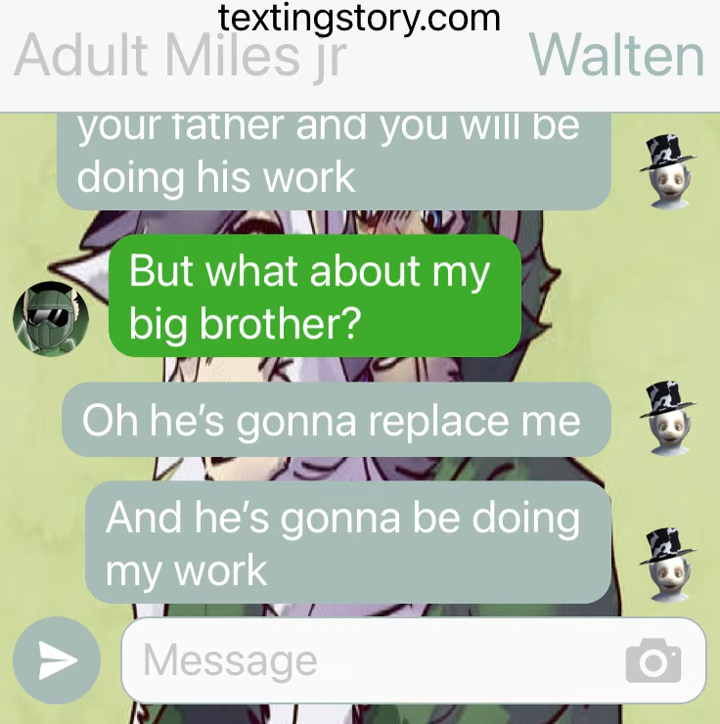 textingstory.com
Adult Miles jr
Walten
your father and you will be
doing his work
But what about my
big brother?
Oh he's gonna replace me
And he's gonna be doing
my work
Message